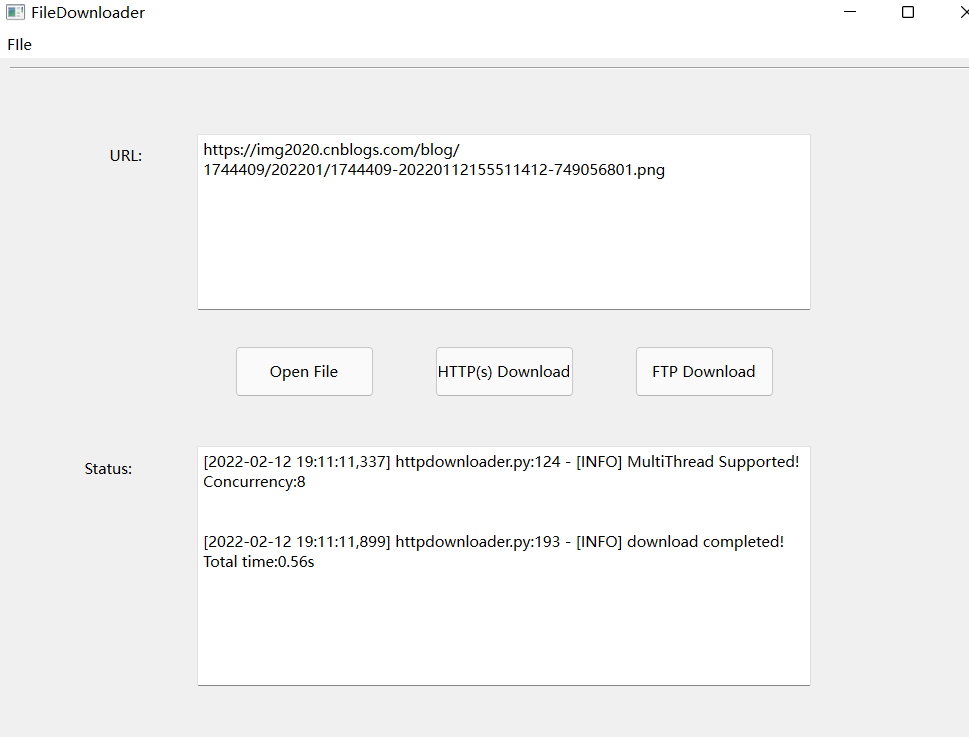 FileDownloader
FIle
URL:
https://img2020.cnblogs.com/blog/
1744409/202201/1744409-20220112155511412-749056801.png
Open File
HTTP(s) Download
FTP Download
Status:
[2022-02-12 19:11:11,337] httpdownloader.py:124 - [INFO] MultiThread Supported!
Concurrency:8
[2022-02-12 19:11:11,899] httpdownloader.py:193 - [INFO] download completed!
Total time:0.56s